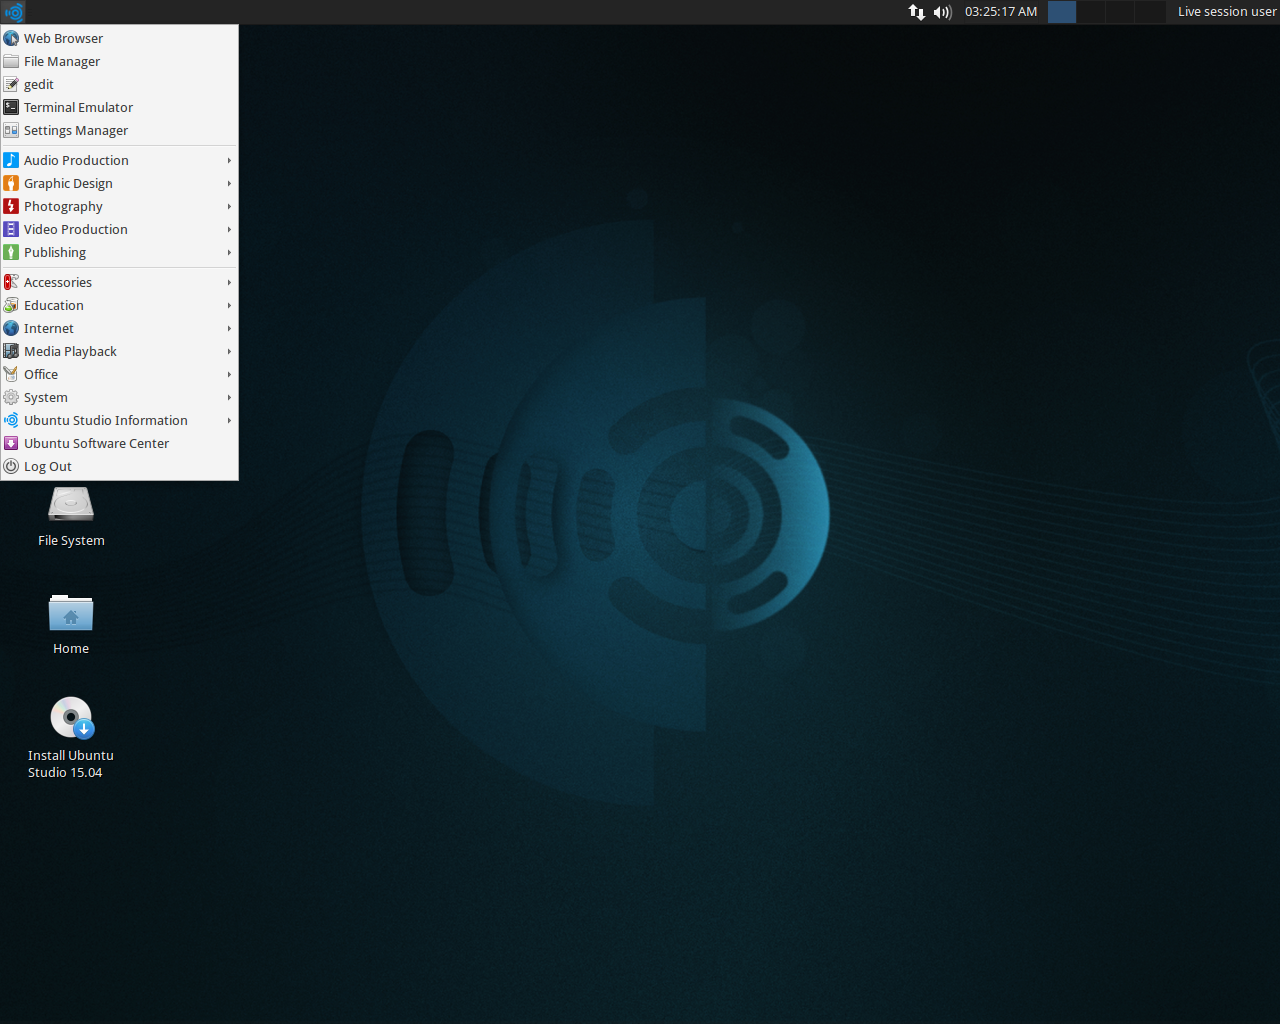 03:25:17 AM
Live session user
Web Browser
File Manager
gedit
Terminal Emulator
Settings Manager
Audio Production
Graphic Design
Photography
Video Production
Publishing
Accessories
Education
Internet
Media Playback
Office
System
Ubuntu Studio Information
Ubuntu Software Center
Log Out
File System
Home
Install Ubuntu
Studio 15.04